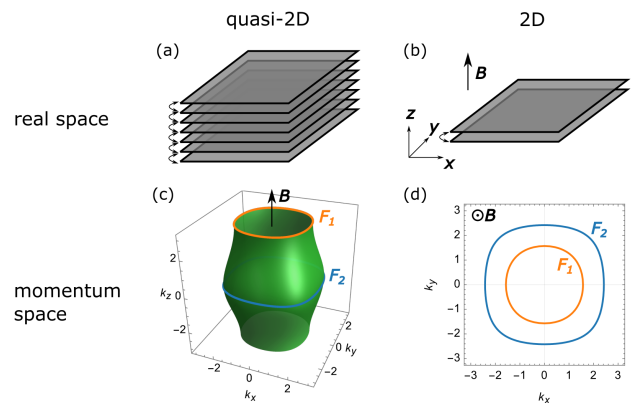 quasi-2D
2D
real space
(a)
(b)
B
z
y
x
momentum
space
(c)
B
F1
F2
2
0
-2
kz
-2
0
2
kx
-2
0
2
ky
(d)
B
F2
F1
3
2
1
0
-1
-2
-3
ky
-3 -2 -1 0 1 2 3
kx